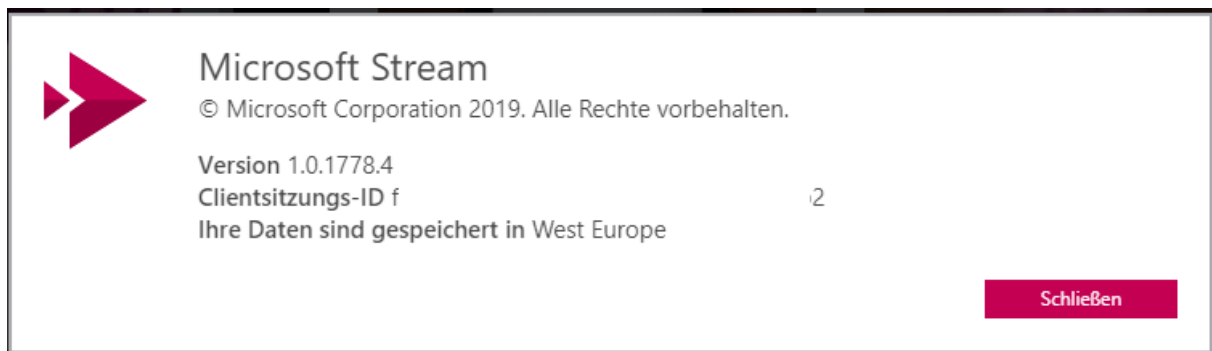 Microsoft Stream
© Microsoft Corporation 2019. Alle Rechte vorbehalten.
Version 1.0.1778.4
Clientsitzungs-ID f 2
Ihre Daten sind gespeichert in West Europe
Schließen